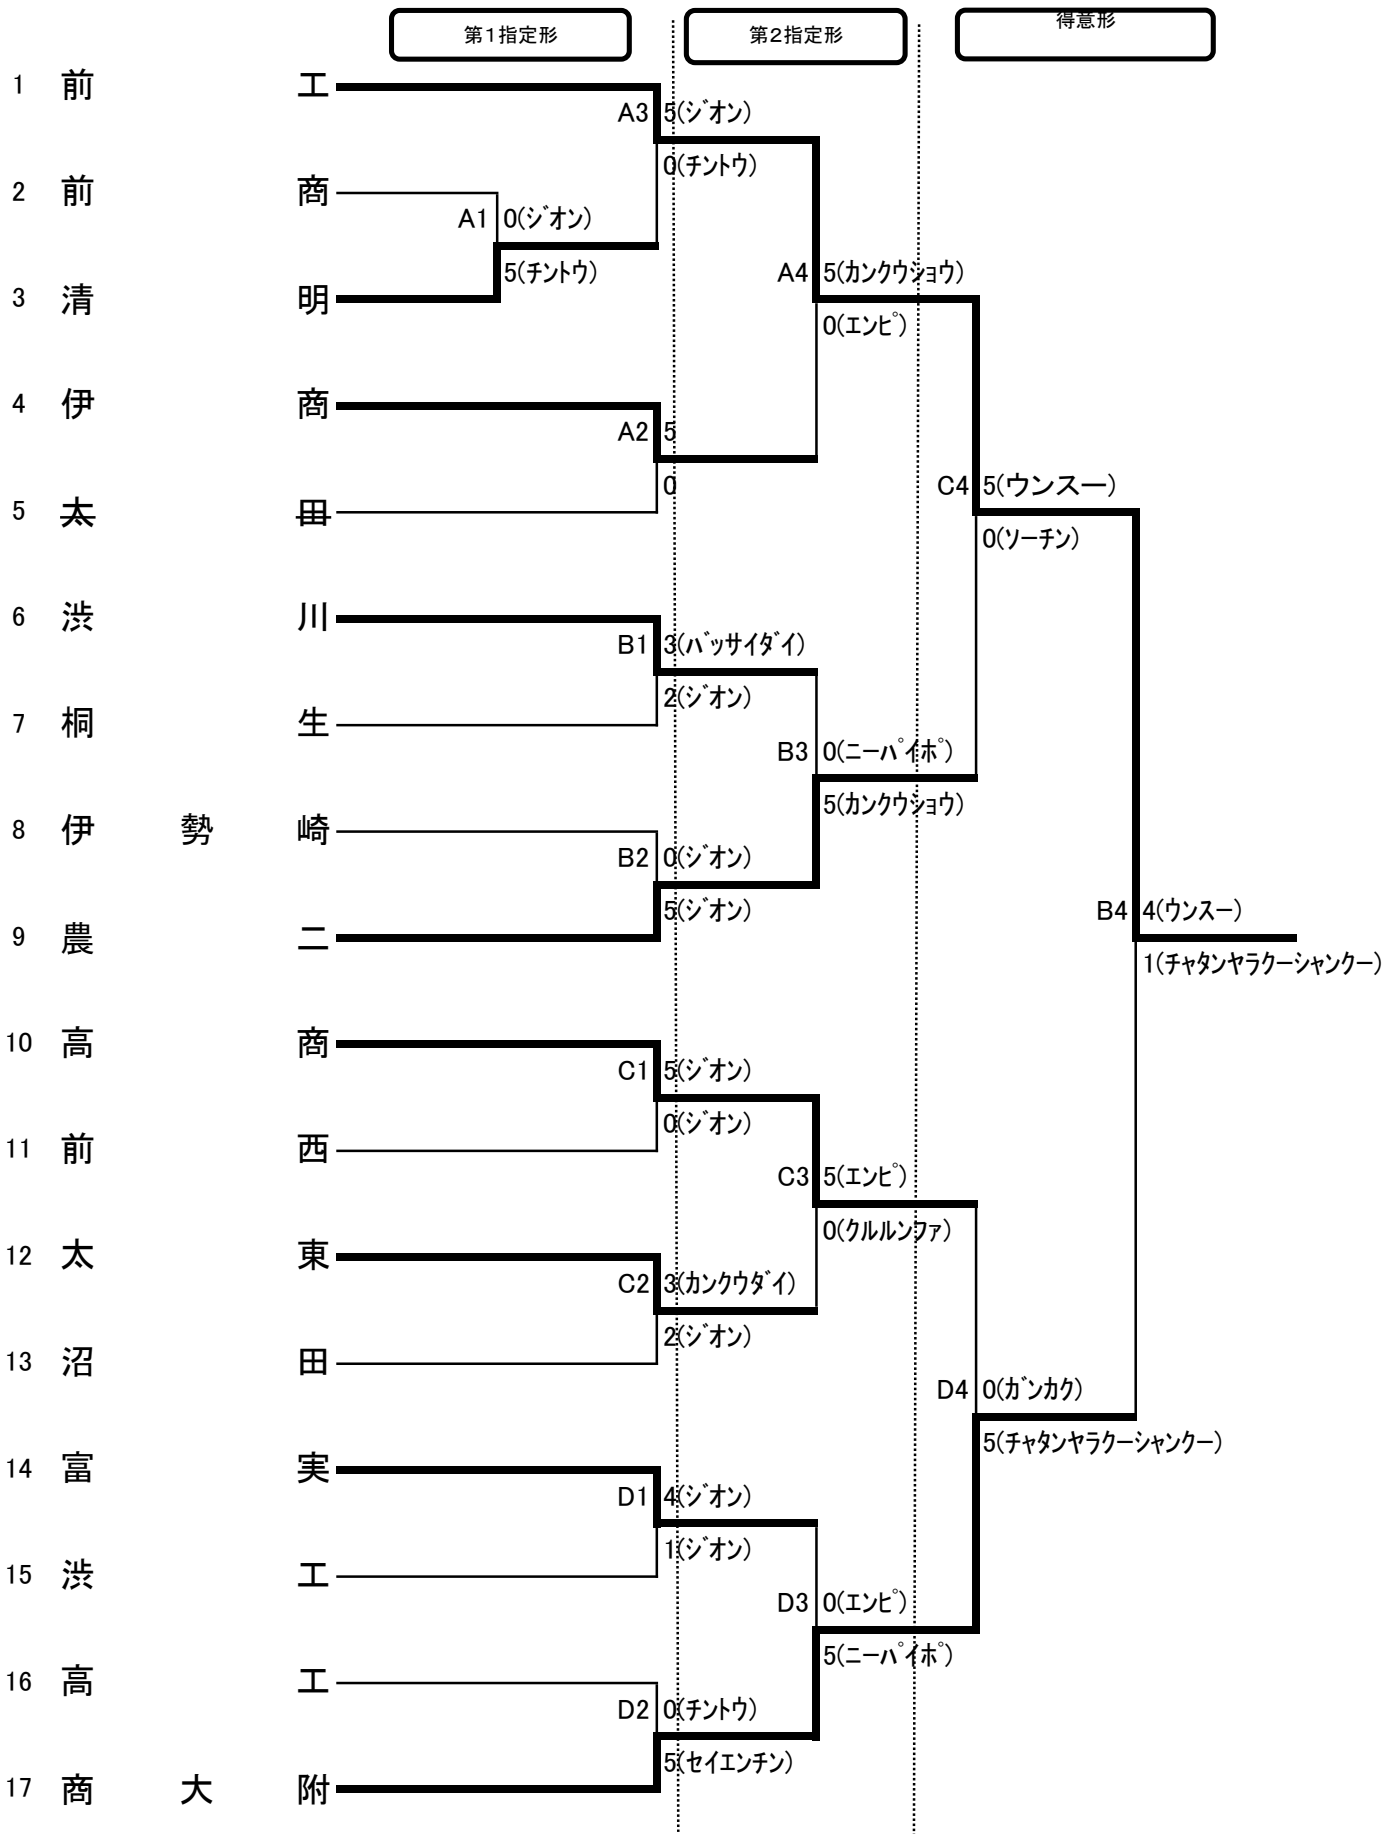 第１指定形 第２指定形 得意形
1 前 工
A3 5(ジオン)
0(チントウ)
2 前 商
A1 0(ジオン)
5(チントウ)
A4 5(カンクウショウ)
3 清 明
0(エンピ)
4 伊 商
A2 5
0
C4 5(ウンスー)
5 太 田
0(ソーチン)
6 渋 川
B1 3(バッサイダイ)
2(ジオン)
7 桐 生
B3 0(ニーパイポ)
5(カンクウショウ)
8 伊 勢 崎
B2 0(ジオン)
5(ジオン)
B4 4(ウンスー)
9 農 二
1(チャタンヤラクーシャンクー)
10 高 商
C1 5(ジオン)
0(ジオン)
11 前 西
C3 5(エンピ)
0(クルルンファ)
12 太 東
C2 3(カンクウダイ)
2(ジオン)
13 沼 田
D4 0(ガンカク)
5(チャタンヤラクーシャンクー)
14 富 実
D1 4(ジオン)
1(ジオン)
15 渋 工
D3 0(エンピ)
5(ニーパイポ)
16 高 工
D2 0(チントウ)
5(セイエンチン)
17 商 大 附